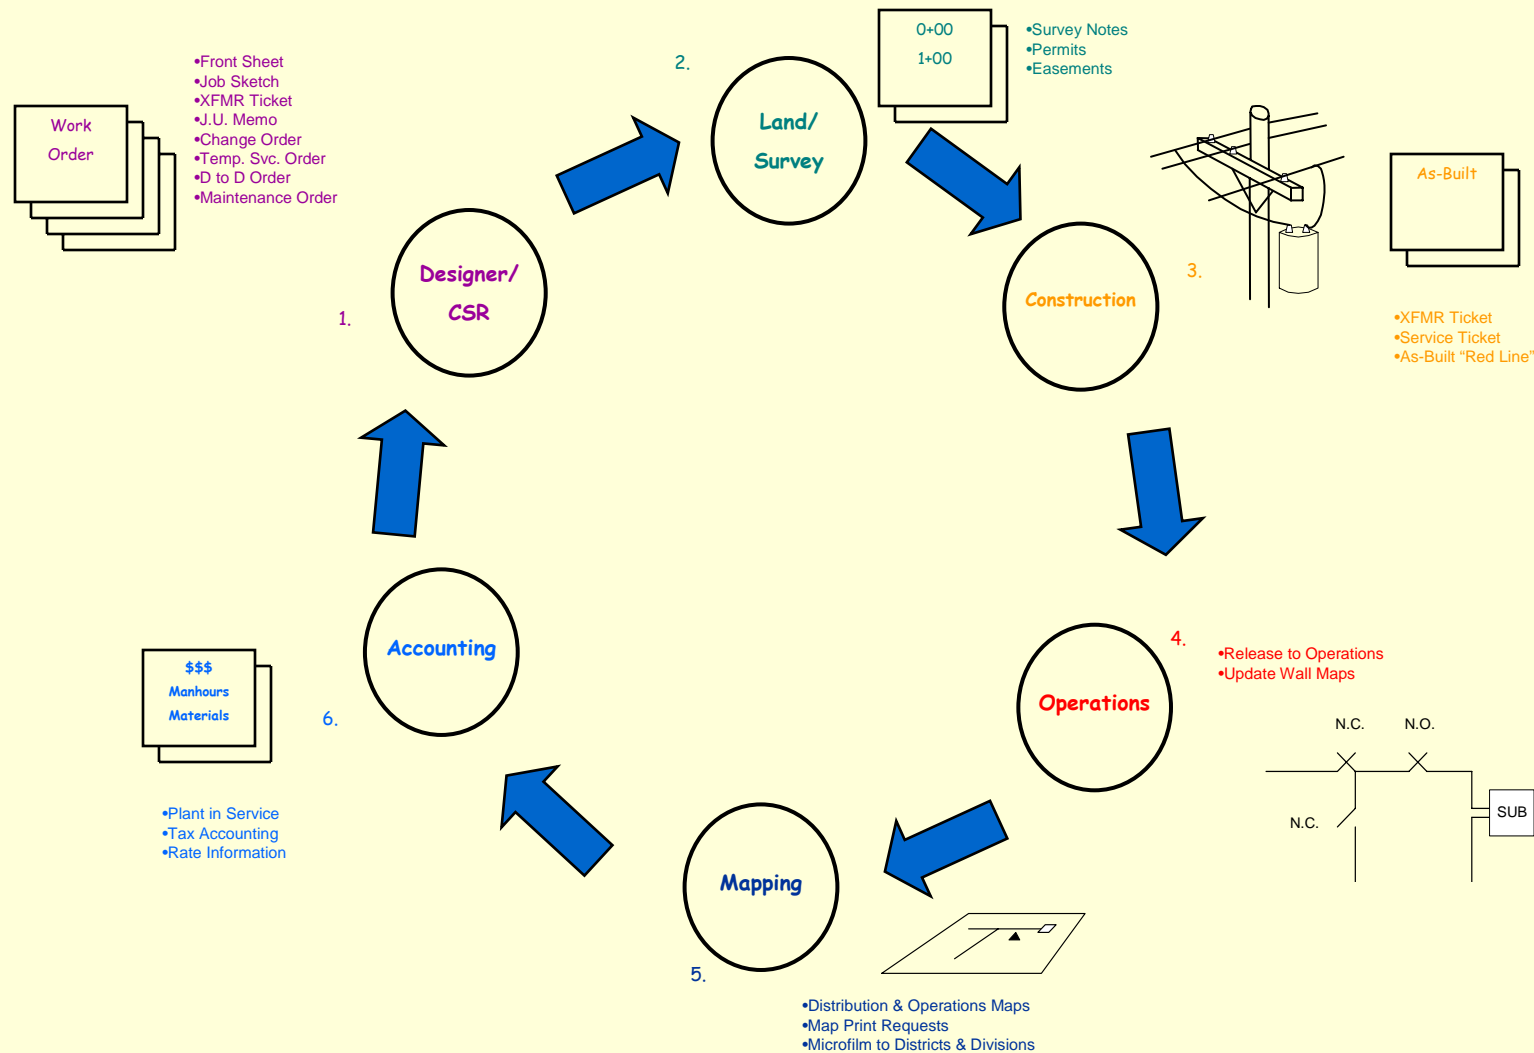 Work
Order
•Front Sheet
•Job Sketch
•XFMR Ticket
•J.U. Memo
•Change Order
•Temp. Svc. Order
•D to D Order
•Maintenance Order
1.
Designer/
CSR
2.
Land/
Survey
0+00
1+00
•Survey Notes
•Permits
•Easements
3.
Construction
As-Built
•XFMR Ticket
•Service Ticket
•As-Built “Red Line”
4.
Operations
•Release to Operations
•Update Wall Maps
N.C.
N.O.
N.C.
SUB
5.
Mapping
•Distribution & Operations Maps
•Map Print Requests
•Microfilm to Districts & Divisions
6.
Accounting
$$$
Manhours
Materials
•Plant in Service
•Tax Accounting
•Rate Information